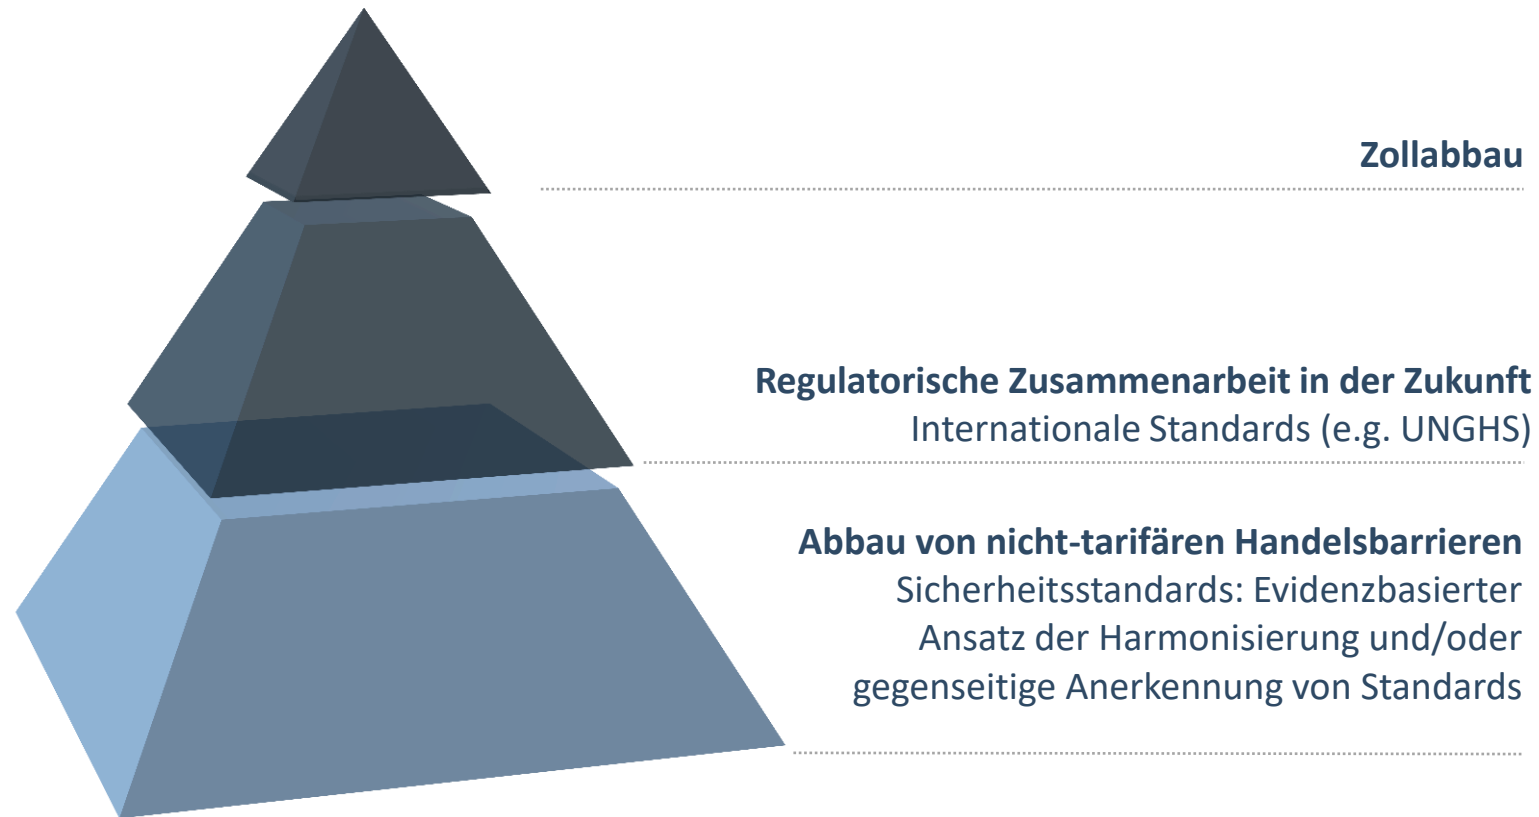 Zollabbau
Regulatorische Zusammenarbeit in der Zukunft
Internationale Standards (e.g. UNGHS)
Abbau von nicht-tarifären Handelsbarrieren
Sicherheitsstandards: Evidenzbasierter
Ansatz der Harmonisierung und/oder
gegenseitige Anerkennung von Standards